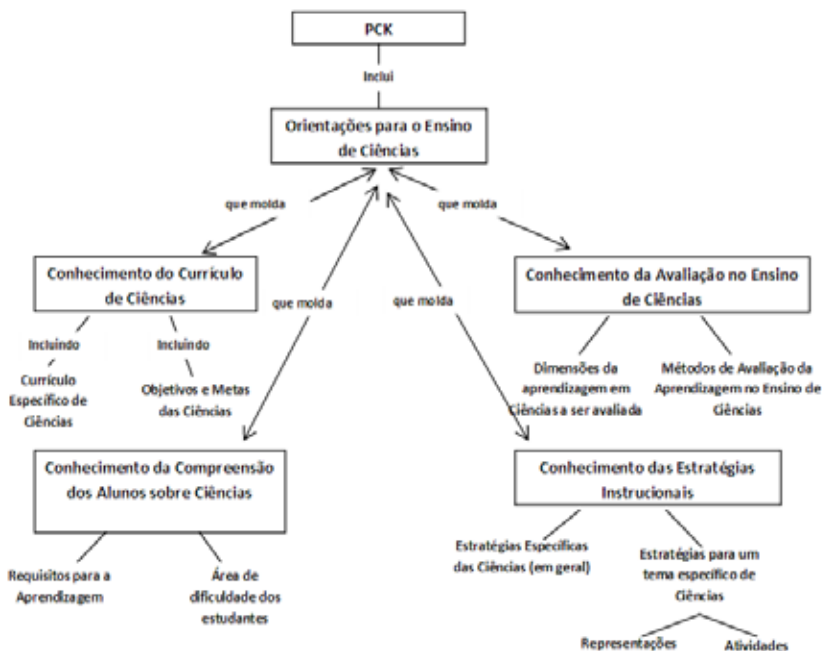 PCK
Inclui
Orientações para o Ensino
de Ciências
que molda
que molda
Conhecimento do Currículo
de Ciências
Conhecimento da Avaliação no Ensino
de Ciências
que molda
que molda
Incluindo
Incluindo
Currículo
Específico de
Ciências
Objetivos e Metas
das Ciências
Dimensões da
aprendizagem em
Ciências a ser avaliada
Métodos de Avaliação da
Aprendizagem no Ensino de
Ciências
Conhecimento da Compreensão
dos Alunos sobre Ciências
Conhecimento das Estratégias
Instrucionais
Requisitos para a
Aprendizagem
Área de
dificuldade dos
estudantes
Estratégias Específicas
das Ciências (em geral)
Estratégias para um
tema específico de
Ciências
Representações
Atividades